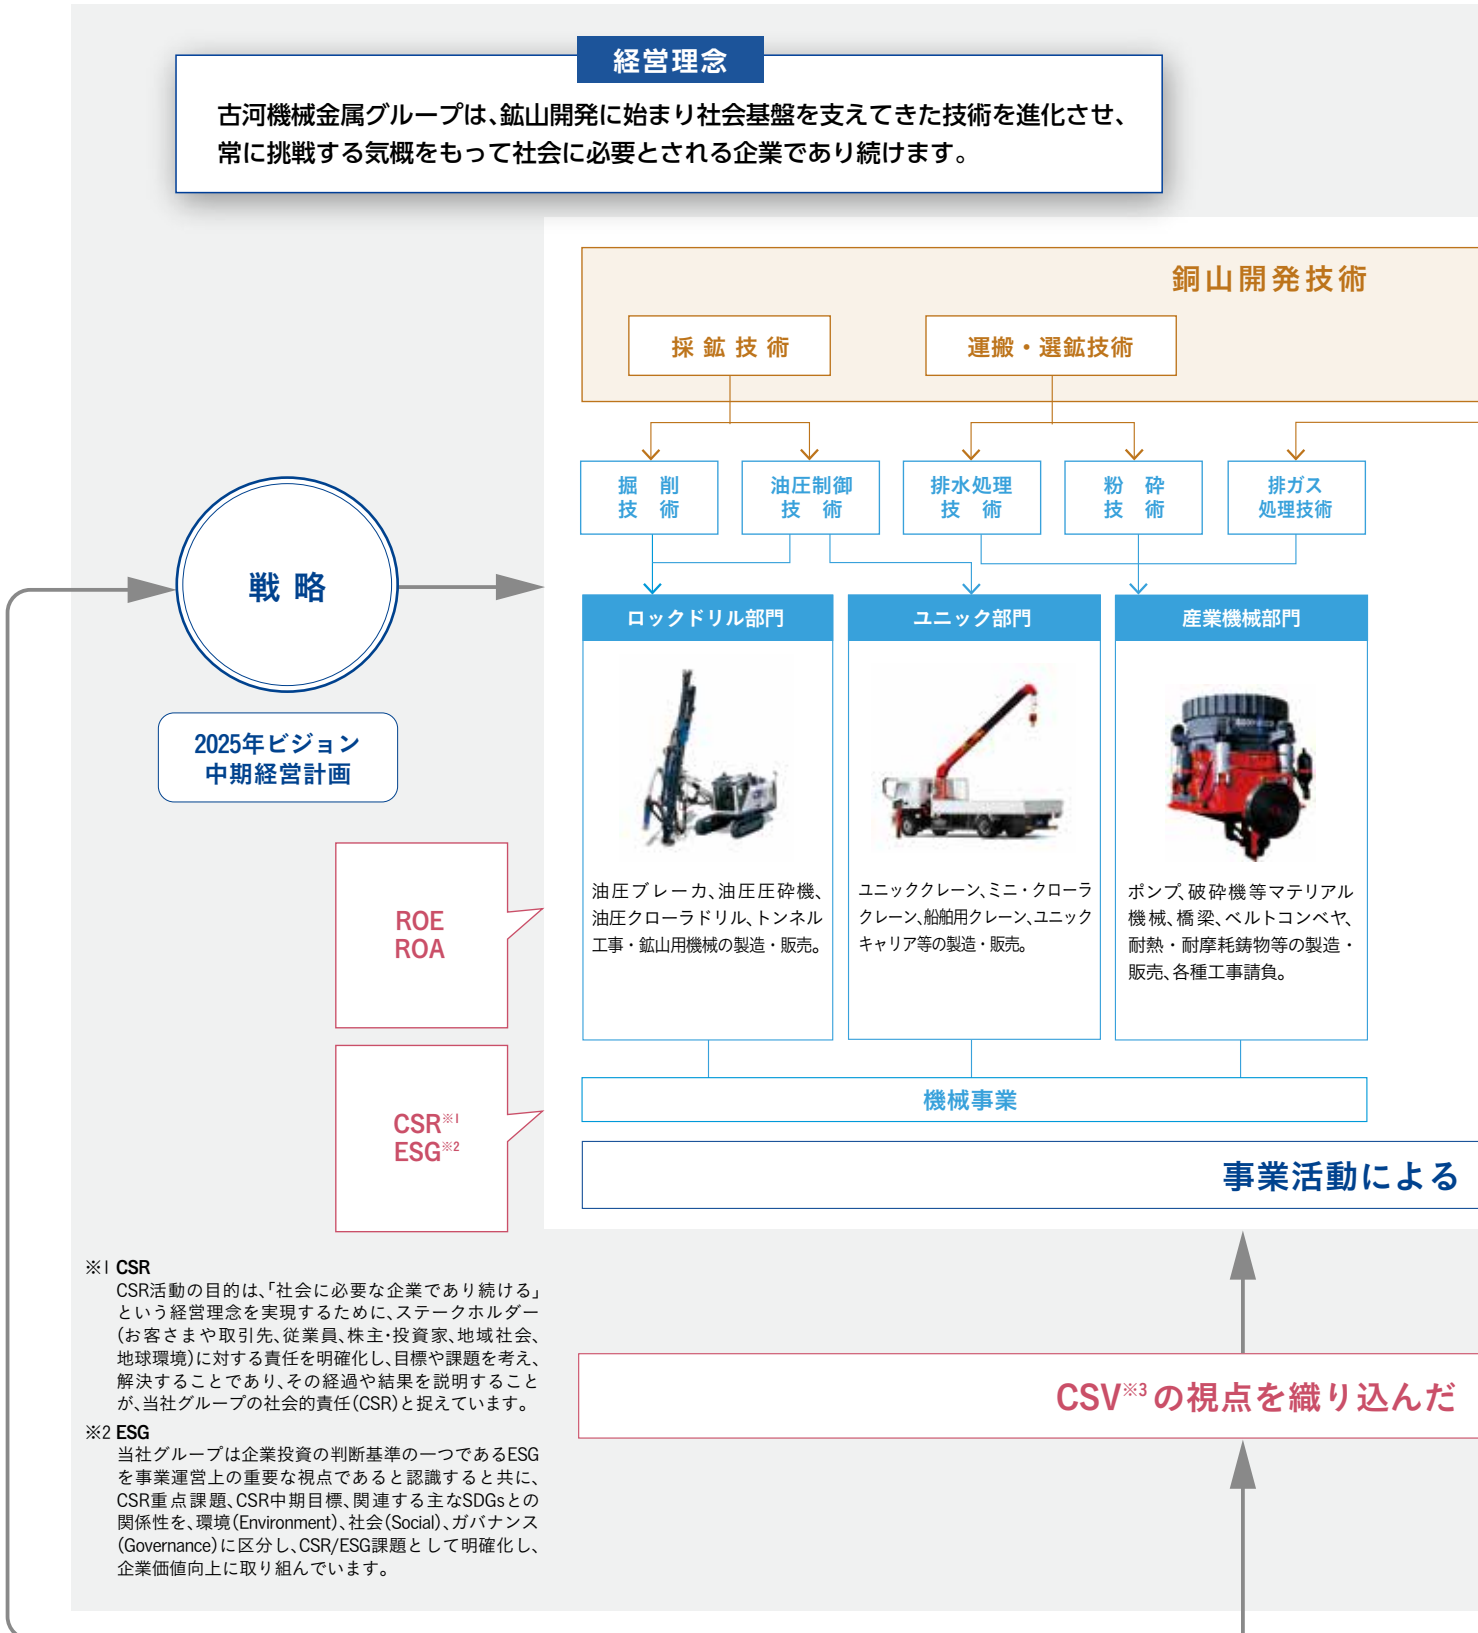 経営理念
古河機械金属グループは、鉱山開発に始まり社会基盤を支えてきた技術を進化させ、
常に挑戦する気概をもって社会に必要とされる企業であり続けます。
銅山開発技術
採鉱技術
運搬・選鉱技術
掘削
技術
油圧制御
技術
排水処理
技術
粉砕
技術
排ガス
処理技術
戦略
2025年ビジョン
中期経営計画
ロックドリル部門
油圧ブレーカ、油圧圧砕機、
油圧クローラドリル、トンネル
工事・鉱山用機械の製造・販売。
ユニック部門
ユニッククレーン、ミニ・クローラ
クレーン、船舶用クレーン、ユニック
キャリア等の製造・販売。
産業機械部門
ポンプ、破砕機等マテリアル
機械、橋梁、ベルトコンベヤ、
耐熱・耐摩耗鋳物等の製造・
販売、各種工事請負。
ROE
ROA
CSR※1
ESG※2
機械事業
事業活動による
CSV※3の視点を織り込んだ
※1 CSR
CSR活動の目的は、「社会に必要な企業であり続ける」
という経営理念を実現するために、ステークホルダー
(お客さまや取引先、従業員、株主・投資家、地域社会、
地球環境)に対する責任を明確化し、目標や課題を考え、
解決することであり、その経過や結果を説明すること
が、当社グループの社会的責任(CSR)と捉えています。
※2 ESG
当社グループは企業投資の判断基準の一つであるESG
を事業運営上の重要な視点であると認識すると共に、
CSR重点課題、CSR中期目標、関連する主なSDGsとの
関係性を、環境(Environment)、社会(Social)、ガバナンス
(Governance)に区分し、CSR/ESG課題として明確化し、
企業価値向上に取り組んでいます。